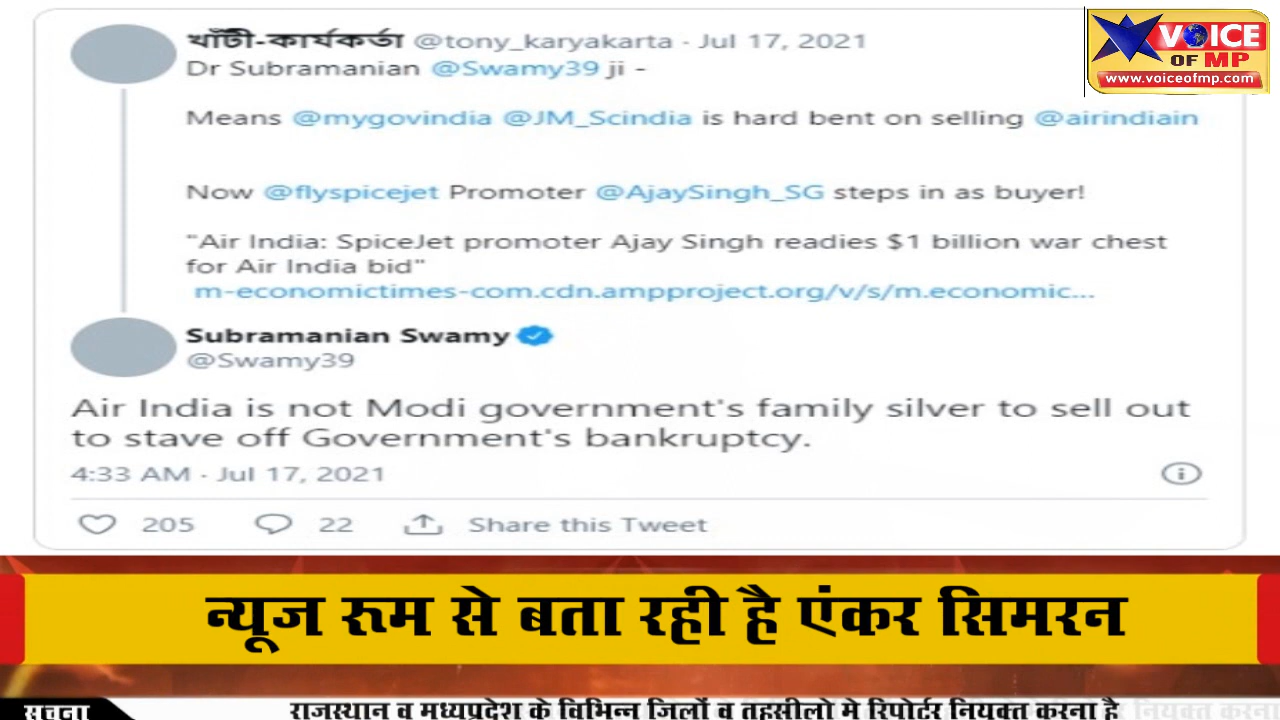 খাঁটী-কার্যকর্তা @tony_karyakarta · Jul 17, 2021
Dr Subramanian @Swamy39 ji -
Means @mygovindia @JM_Scindia is hard bent on selling @airindiain
Now @flyspicejet Promoter @AjaySingh_SG steps in as buyer!
"Air India: SpiceJet promoter Ajay Singh readies $1 billion war chest
for Air India bid"
m-economictimes-com.cdn.ampproject.org/v/s/m.economic...
Subramanian Swamy
@Swamy39
Air India is not Modi government's family silver to sell out
to stave off Government's bankruptcy.
4:33 AM · Jul 17, 2021
205 22 Share this Tweet
VOICE
OF MP
www.voiceofmp.com
न्यूज रूम से बता रही है एंकर सिमरन
सूचना राजस्थान व मध्यप्रदेश के विभिन्न जिलों व तहसीलो मे रिपोर्टर नियुक्त करना है